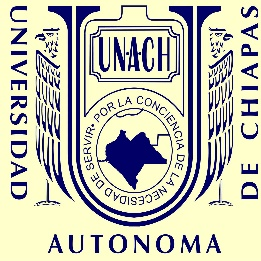 UNIVERSIDAD
AUTONOMA
DE CHIAPAS
UNACH
POR LA CONCIENCIA DE LA NECESIDAD DE SERVIR